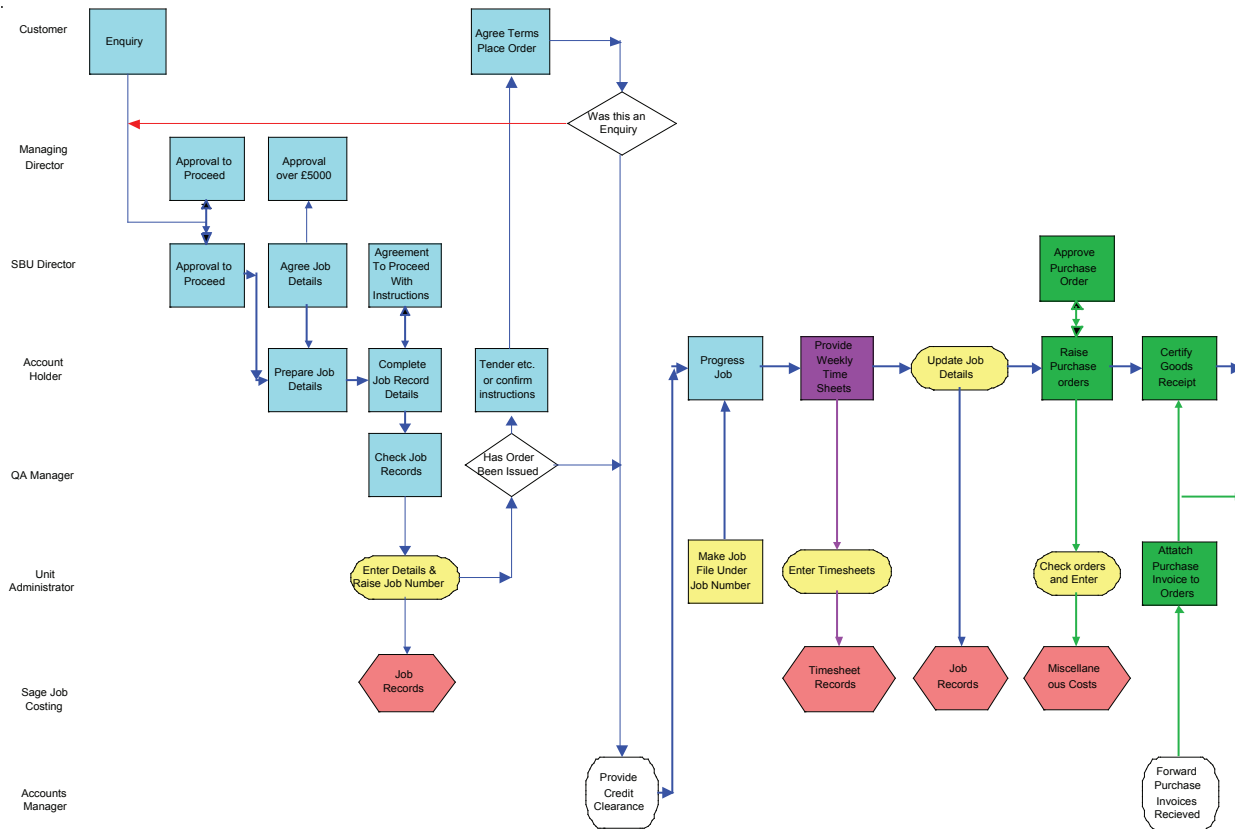 .
Customer
Enquiry
Agree Terms
Place Order
Was this an
Enquiry
Managing
Director
Approval to
Proceed
Approval
over £5000
SBU Director
Approval to
Proceed
Agree Job
Details
Agreement
To Proceed
With
Instructions
Approve
Purchase
Order
Account
Holder
Prepare Job
Details
Complete
Job Record
Details
Tender etc.
or confirm
instructions
Progress
Job
Provide
Weekly
Time
Sheets
Update Job
Details
Raise
Purchase
orders
Certify
Goods
Receipt
QA Manager
Check Job
Records
Has Order
Been Issued
Unit
Administrator
Enter Details &
Raise Job Number
Make Job
File Under
Job Number
Enter Timesheets
Check orders
and Enter
Attatch
Purchase
Invoice to
Orders
Sage Job
Costing
Job
Records
Timesheet
Records
Job
Records
Miscellane
ous Costs
Accounts
Manager
Provide
Credit
Clearance
Forward
Purchase
Invoices
Recieved